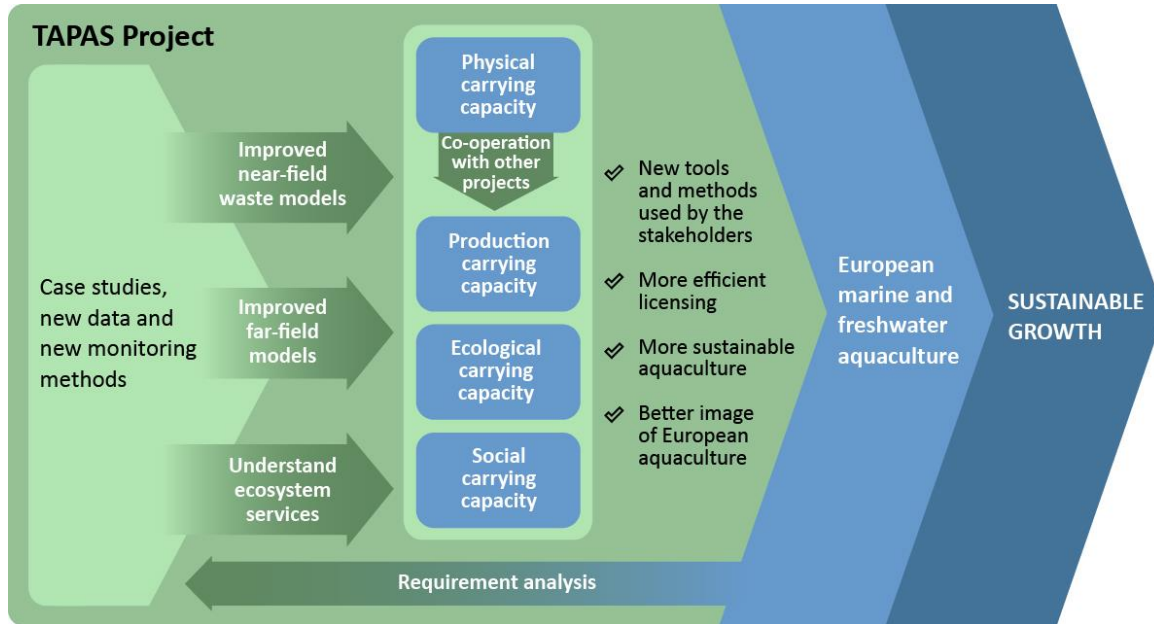 TAPAS Project
Case studies,
new data and
new monitoring
methods
Improved
near-field
waste models
Improved
far-field
models
Understand
ecosystem
services
Physical
carrying
capacity
Co-operation
with other
projects
Production
carrying
capacity
Ecological
carrying
capacity
Social
carrying
capacity
New tools
and methods
used by the
stakeholders
More efficient
licensing
More sustainable
aquaculture
Better image
of European
aquaculture
Requirement analysis
European
marine and
freshwater
aquaculture
SUSTAINABLE
GROWTH